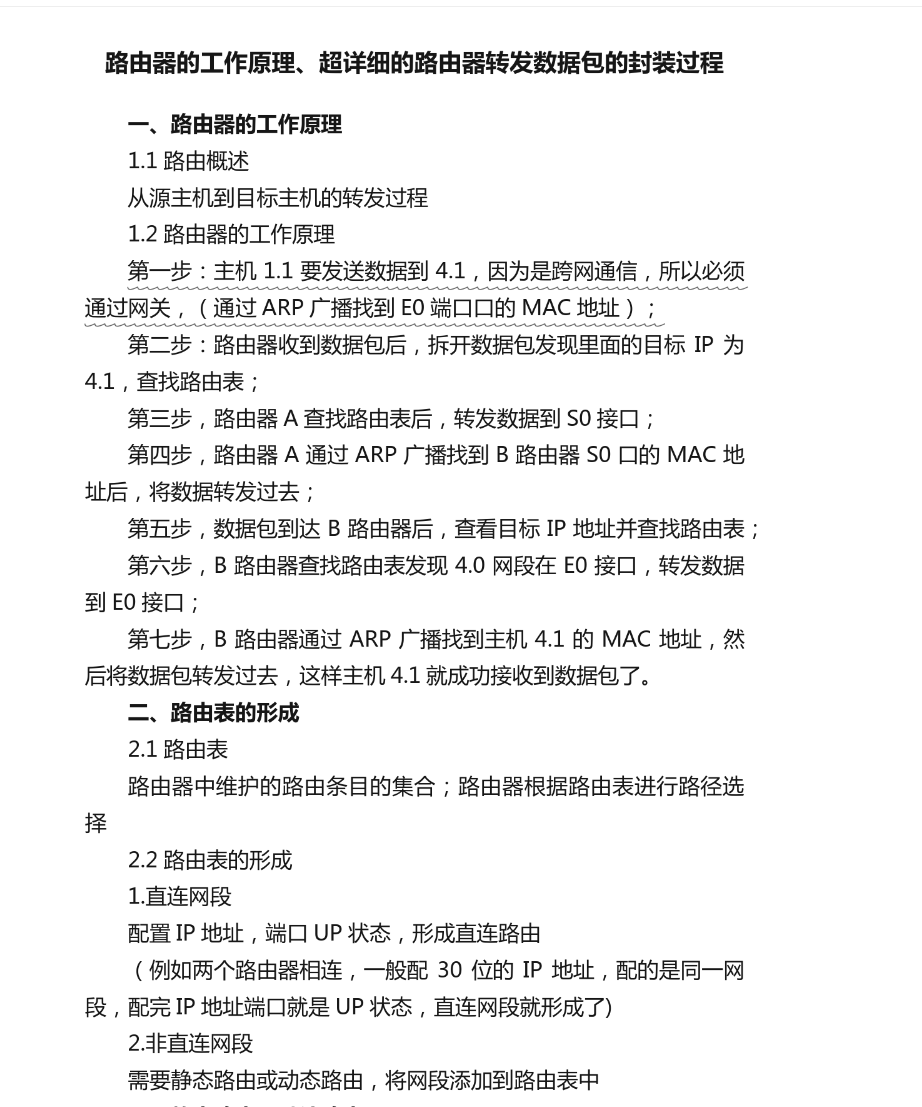 路由器的工作原理、超详细的路由器转发数据包的封装过程
一、路由器的工作原理
1.1 路由概述
从源主机到目标主机的转发过程
1.2 路由器的工作原理
第一步：主机 1.1 要发送数据到 4.1，因为是跨网通信，所以必须
通过网关，（通过 ARP 广播找到 E0 端口口的 MAC 地址）；
第二步：路由器收到数据包后，拆开数据包发现里面的目标 IP 为
4.1，查找路由表；
第三步，路由器 A 查找路由表后，转发数据到 S0 接口；
第四步，路由器 A 通过 ARP 广播找到 B 路由器 S0 口的 MAC 地
址后，将数据转发过去；
第五步，数据包到达 B 路由器后，查看目标 IP 地址并查找路由表；
第六步，B 路由器查找路由表发现 4.0 网段在 E0 接口，转发数据
到 E0 接口；
第七步，B 路由器通过 ARP 广播找到主机 4.1 的 MAC 地址，然
后将数据包转发过去，这样主机 4.1 就成功接收到数据包了。
二、路由表的形成
2.1 路由表
路由器中维护的路由条目的集合；路由器根据路由表进行路径选
择
2.2 路由表的形成
1.直连网段
配置 IP 地址，端口 UP 状态，形成直连路由
（例如两个路由器相连，一般配 30 位的 IP 地址，配的是同一网
段，配完 IP 地址端口就是 UP 状态，直连网段就形成了)
2.非直连网段
需要静态路由或动态路由，将网段添加到路由表中